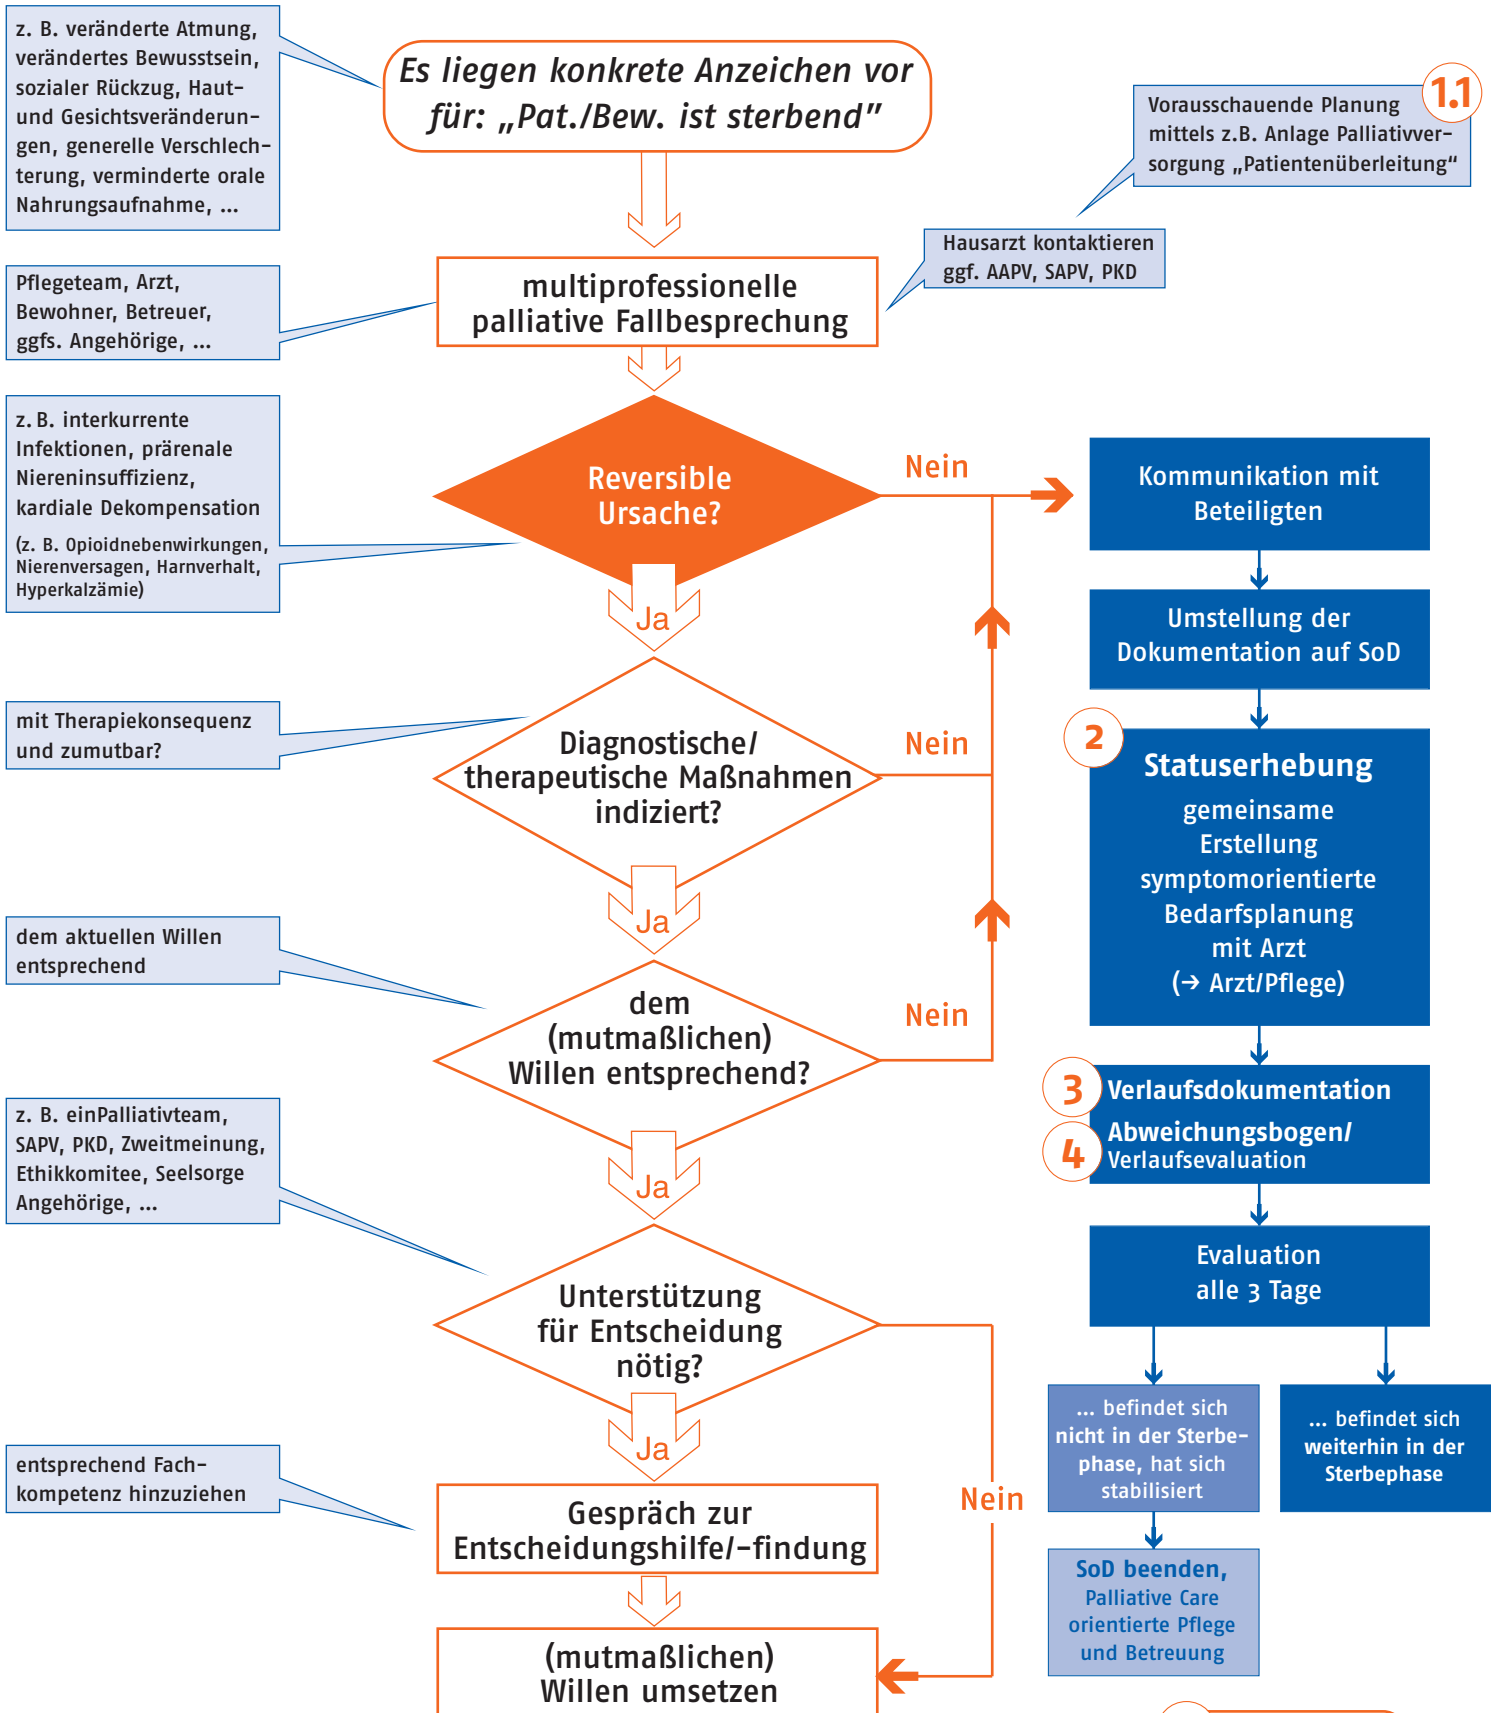 z. B. veränderte Atmung,
verändertes Bewusstsein,
sozialer Rückzug, Haut-
und Gesichtsveränderun-
gen, generelle Verschlech-
terung, verminderte orale
Nahrungsaufnahme, ...
Es liegen konkrete Anzeichen vor
für: „Pat./Bew. ist sterbend”
1.1
Vorausschauende Planung
mittels z.B. Anlage Palliativver-
sorgung „Patientenüberleitung“
Hausarzt kontaktieren
ggf. AAPV, SAPV, PKD
Pflegeteam, Arzt,
Bewohner, Betreuer,
ggfs. Angehörige, ...
multiprofessionelle
palliative Fallbesprechung
z. B. interkurrente
Infektionen, prärenale
Niereninsuffizienz,
kardiale Dekompensation
(z. B. Opioidnebenwirkungen,
Nierenversagen, Harnverhalt,
Hyperkalzämie)
Reversible
Ursache?
Nein
Ja
Kommunikation mit
Beteiligten
Umstellung der
Dokumentation auf SoD
mit Therapiekonsequenz
und zumutbar?
Diagnostische/
therapeutische Maßnahmen
indiziert?
Nein
Ja
2
Statuserhebung
gemeinsame
Erstellung
symptomorientierte
Bedarfsplanung
mit Arzt
(→ Arzt/Pflege)
dem aktuellen Willen
entsprechend
dem
(mutmaßlichen)
Willen entsprechend?
Nein
Ja
3
Verlaufsdokumentation
4
Abweichungsbogen/
Verlaufsevaluation
z. B. einPalliativteam,
SAPV, PKD, Zweitmeinung,
Ethikkomitee, Seelsorge
Angehörige, ...
Unterstützung
für Entscheidung
nötig?
Ja
Nein
Evaluation
alle 3 Tage
... befindet sich
nicht in der Sterbe-
phase, hat sich
stabilisiert
... befindet sich
weiterhin in der
Sterbephase
entsprechend Fach-
kompetenz hinzuziehen
Gespräch zur
Entscheidungshilfe/-findung
SoD beenden,
Palliative Care
orientierte Pflege
und Betreuung
(mutmaßlichen)
Willen umsetzen